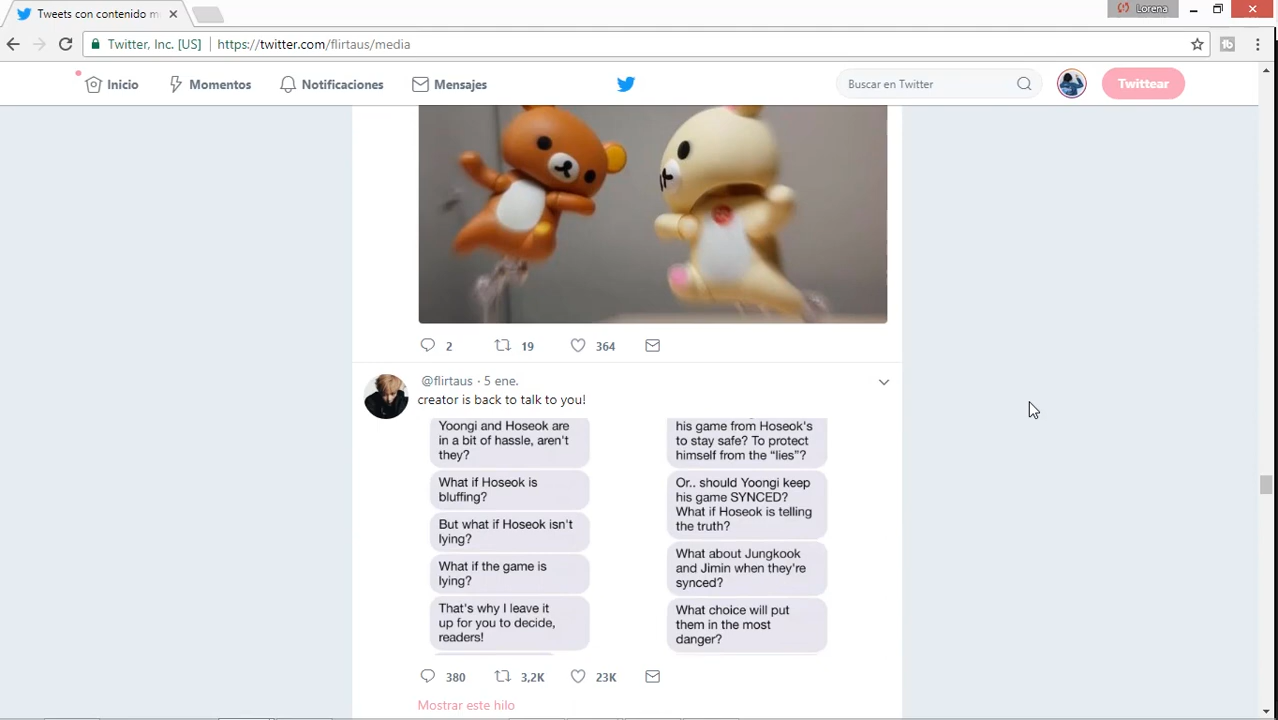 Tweets con contenido m
Lorena
Twitter, Inc. [US]
https://twitter.com/flirtaus/media
Inicio
Momentos
Notificaciones
Mensajes
Buscar en Twitter
Twittear
2
19
364
@flirtaus · 5 ene.
creator is back to talk to you!
Yoongi and Hoseok are
in a bit of hassle, aren't
they?
What if Hoseok is
bluffing?
But what if Hoseok isn't
lying?
What if the game is
lying?
That's why I leave it
up for you to decide,
readers!
his game from Hoseok's
to stay safe? To protect
himself from the “lies”?
Or.. should Yoongi keep
his game SYNCED?
What if Hoseok is telling
the truth?
What about Jungkook
and Jimin when they're
synced?
What choice will put
them in the most
danger?
380
3,2K
23K
Mostrar este hilo